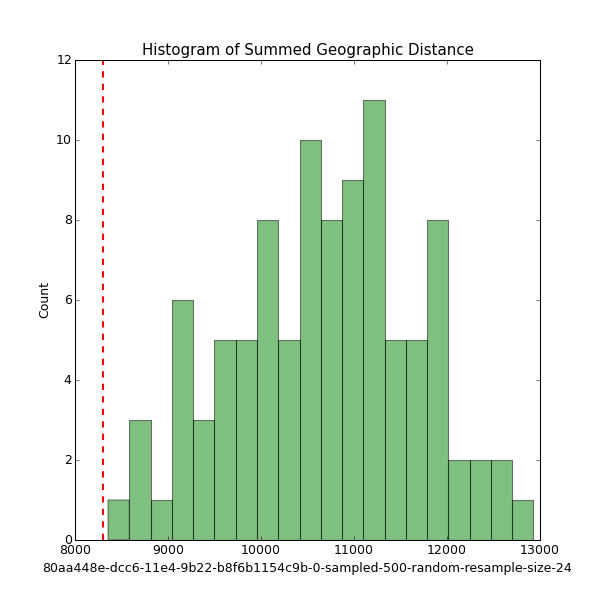 Histogram of Summed Geographic Distance
12
10
8
6
4
2
0
Count
8000 9000 10000 11000 12000 13000
80aa448e-dcc6-11e4-9b22-b8f6b1154c9b-0-sampled-500-random-resample-size-24